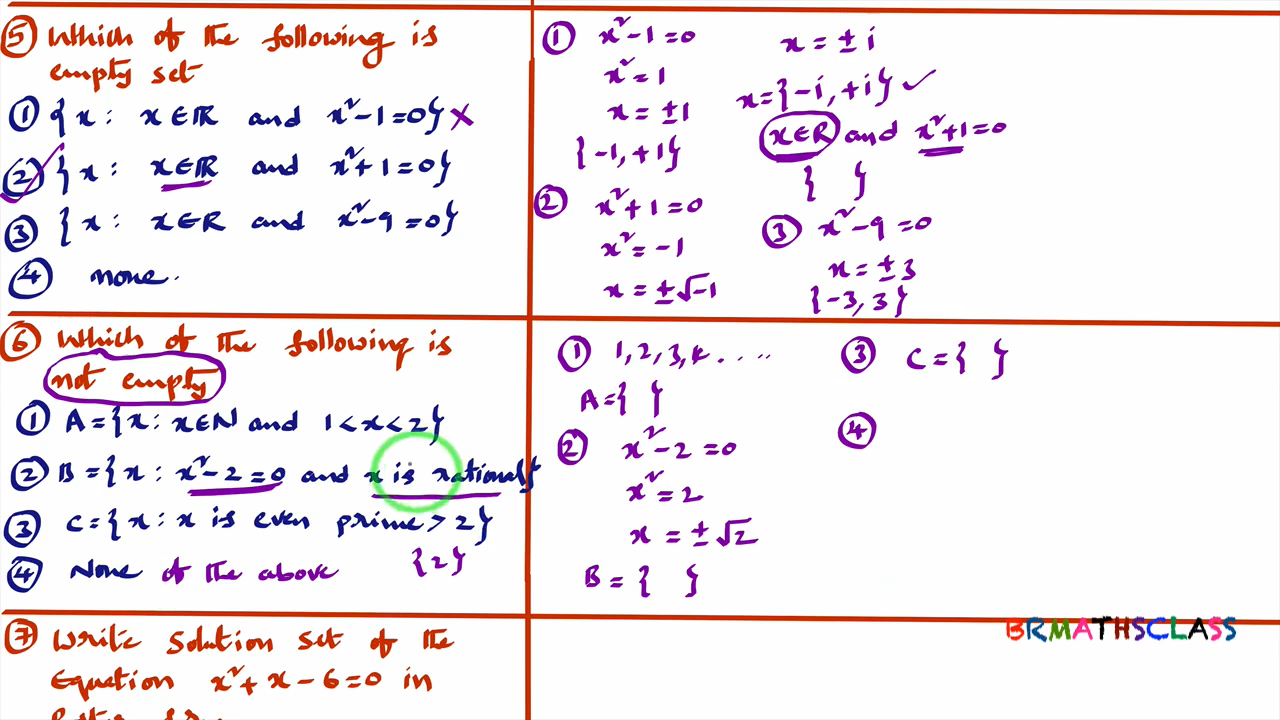 ⑤ Which of the following is
empty set
① {x : x∈ℝ and x²-1=0} ×
② {x : x∈ℝ and x²+1=0}
③ {x : x∈R and x²-9=0}
④ none.
① x²-1=0
x²=1
x=±1
{-1,+1}
② x²+1=0
x²=-1
x=±√-1
x=±i
x={-i,+i} ✓
x∈R and x²+1=0
{ }
③ x²-9=0
x=±3
{-3,3}
⑥ Which of the following is
not empty
① A={x: x∈N and 1<x<2}
② B={x : x²-2=0 and x is rational}
③ C={x: x is even prime>2}
④ None of the above {2}
① 1,2,3,4.....
A={ }
② x²-2=0
x²=2
x=±√2
B={ }
③ C={ }
④
BRMATHSCLASS
⑦ Write solution set of the
Equation x²+x-6=0 in